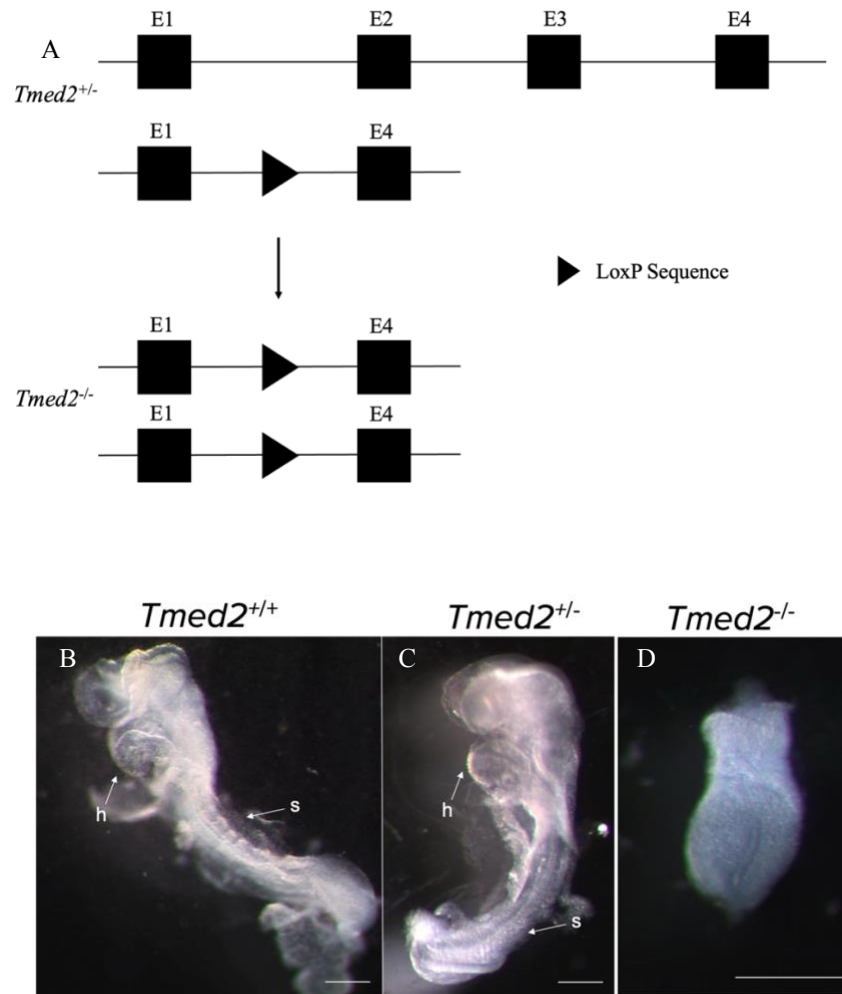 A
E1 E2 E3 E4
Tmed2+/-
E1 E4
LoxP Sequence
E1 E4
Tmed2-/-
E1 E4
Tmed2+/+ Tmed2+/- Tmed2-/-
B C D
h s
h s